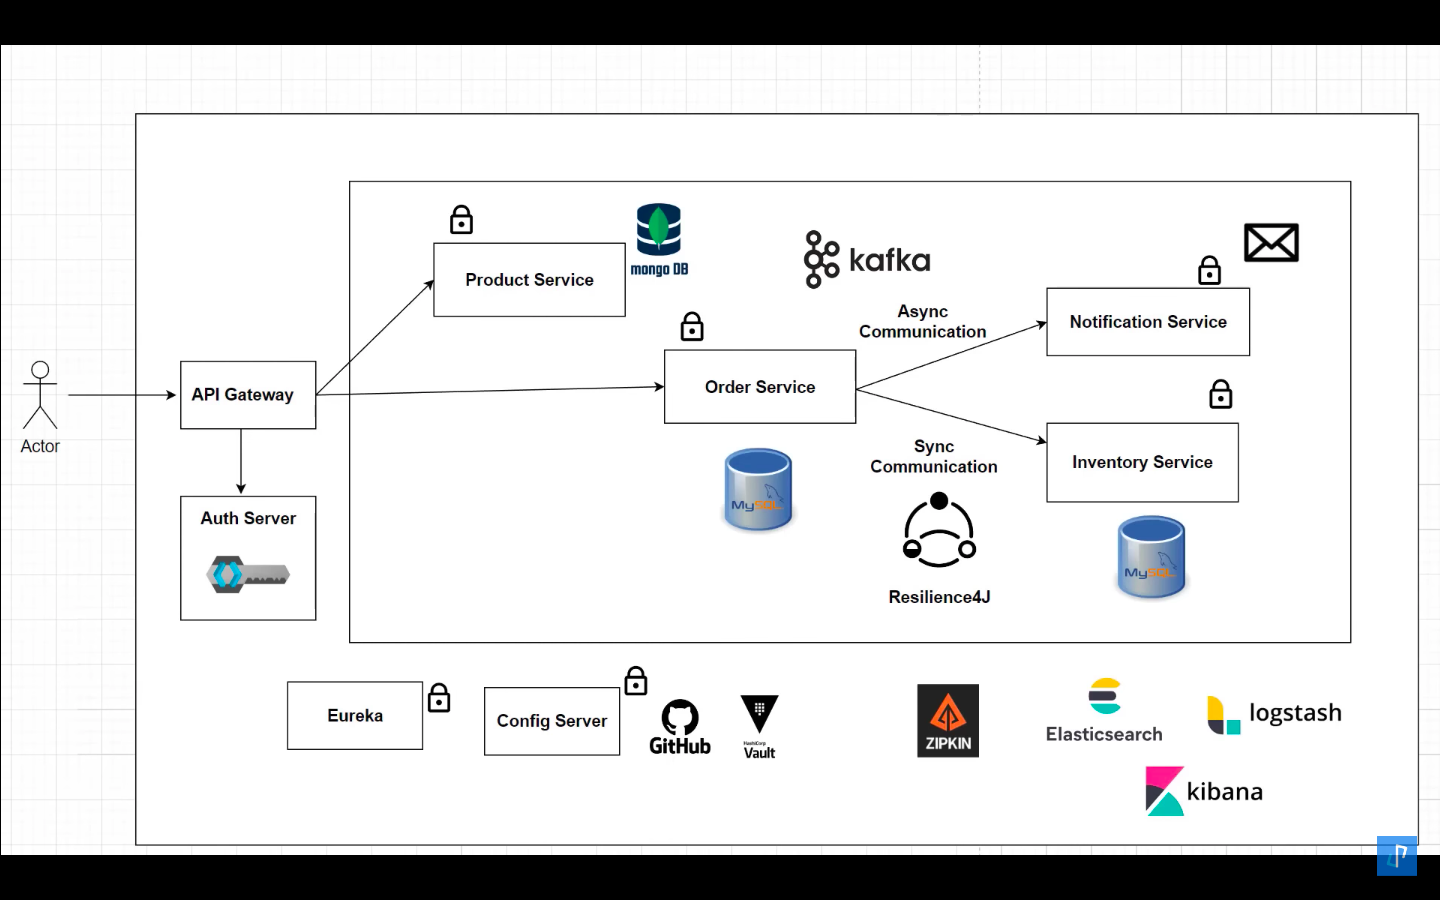 mongo DB
Product Service
kafka
Async
Communication
Notification Service
API Gateway
Order Service
Actor
Sync
Communication
Inventory Service
MySQL
Auth Server
MySQL
Resilience4J
Eureka
Config Server
GitHub
HashiCorp
Vault
ZIPKIN
Elasticsearch
logstash
kibana